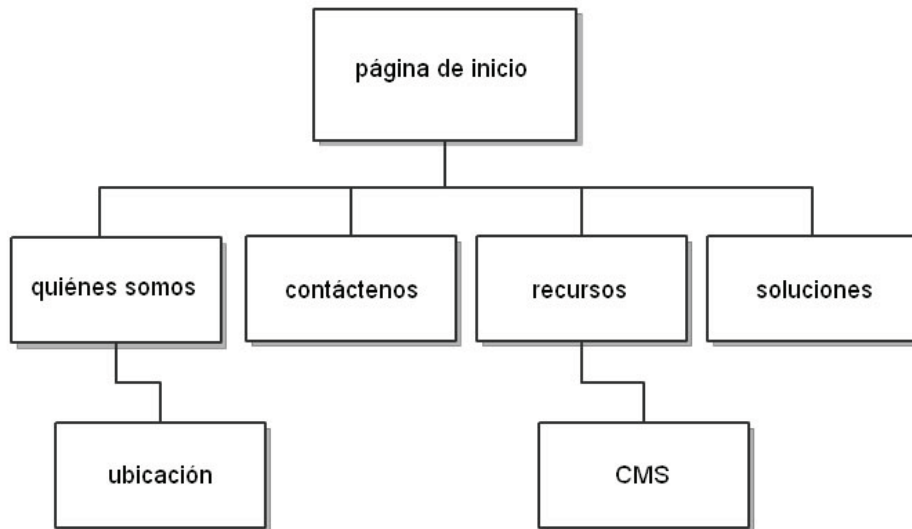 página de inicio
quiénes somos
contáctenos
recursos
soluciones
ubicación
CMS